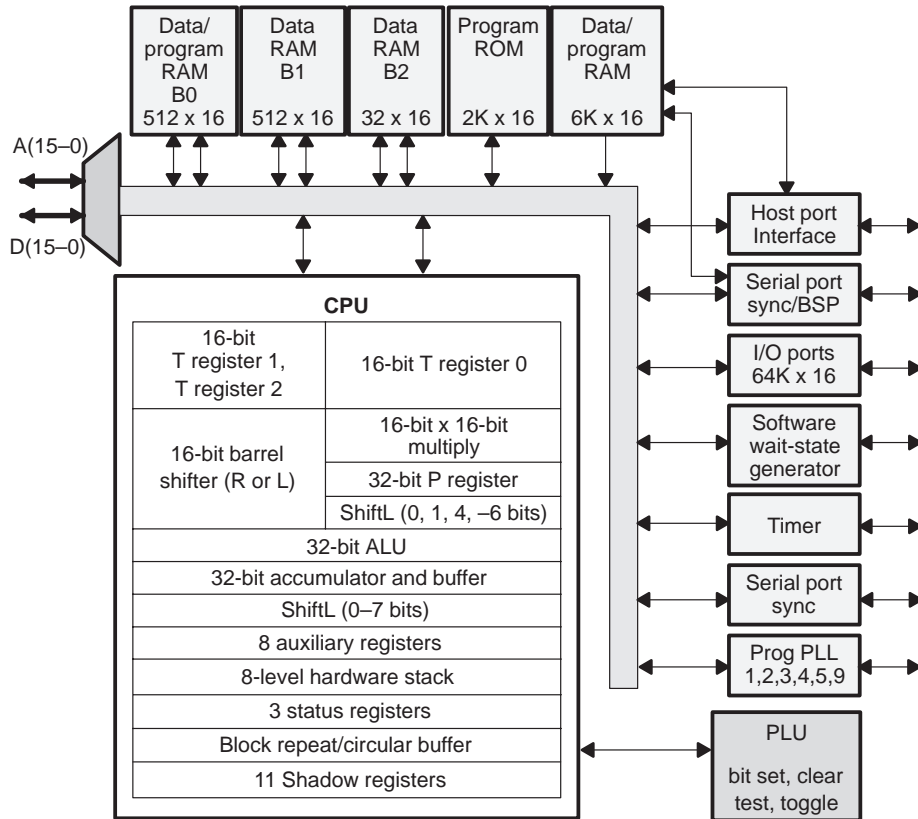 Data/
program
RAM
B0
512 x 16
Data
RAM
B1
512 x 16
Data
RAM
B2
32 x 16
Program
ROM
2K x 16
Data/
program
RAM
6K x 16
A(15–0)
D(15–0)
Host port
Interface
Serial port
sync/BSP
I/O ports
64K x 16
Software
wait-state
generator
Timer
Serial port
sync
Prog PLL
1,2,3,4,5,9
PLU
bit set, clear
test, toggle
CPU
16-bit
T register 1,
T register 2
16-bit T register 0
16-bit barrel
shifter (R or L)
16-bit x 16-bit
multiply
32-bit P register
ShiftL (0, 1, 4, –6 bits)
32-bit ALU
32-bit accumulator and buffer
ShiftL (0–7 bits)
8 auxiliary registers
8-level hardware stack
3 status registers
Block repeat/circular buffer
11 Shadow registers